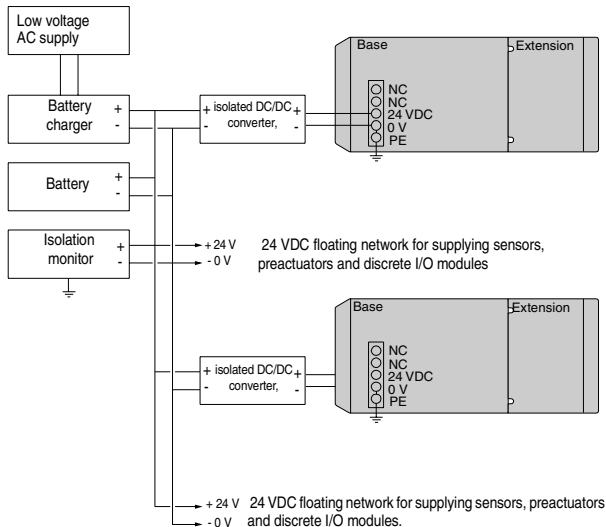 Low voltage
AC supply
Battery
charger
+
-
+ isolated DC/DC +
- converter, -
Base
Extension
NC
NC
24 VDC
0 V
PE
Battery
+
-
Isolation
monitor
+
-
+ 24 V 24 VDC floating network for supplying sensors,
- 0 V preactuators and discrete I/O modules
Base
Extension
+ isolated DC/DC +
- converter, -
NC
NC
24 VDC
0 V
PE
+ 24 V 24 VDC floating network for supplying sensors, preactuators
- 0 V and discrete I/O modules.